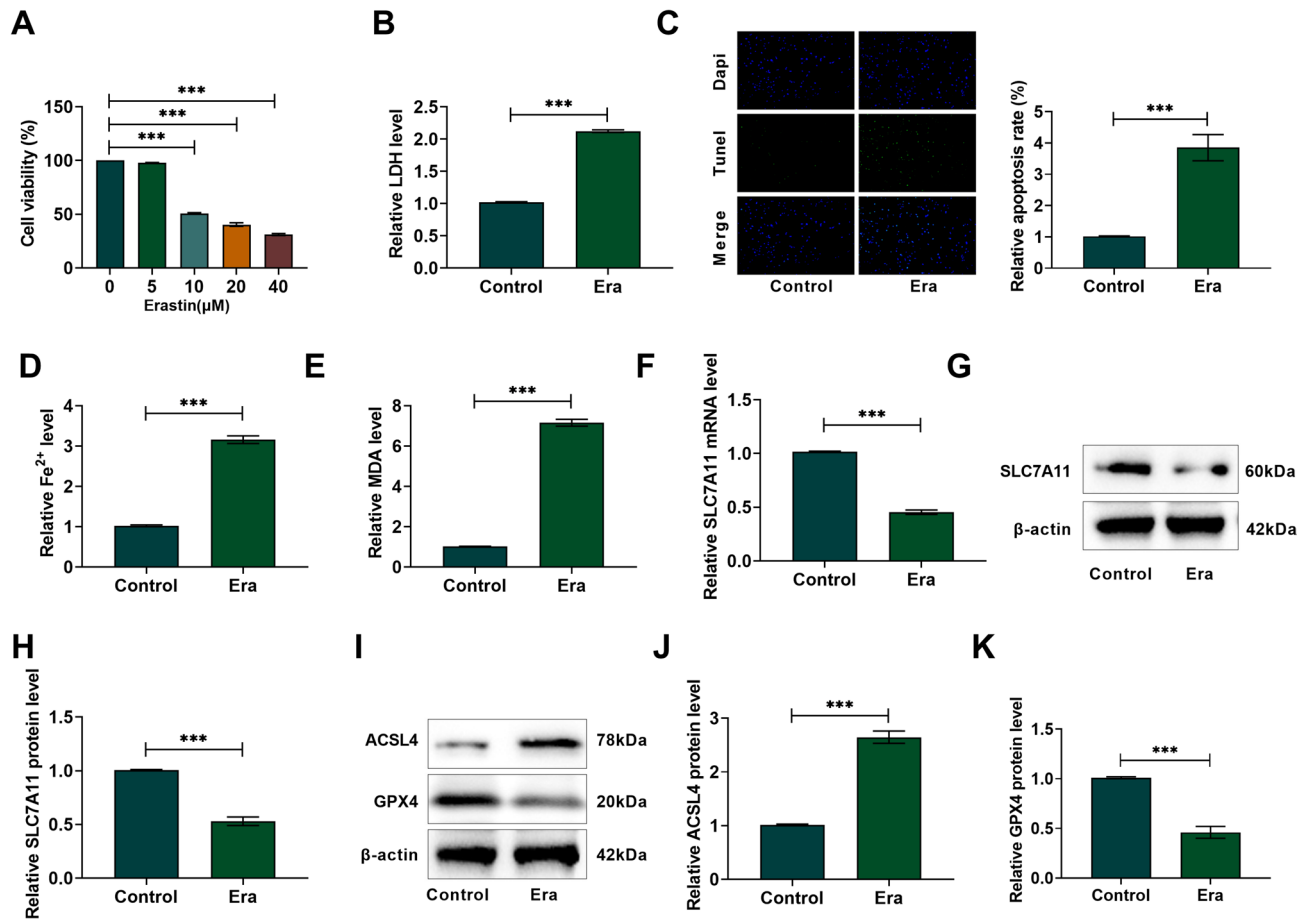 A
Cell viability (%)
150
100
50
0
***
***
***
0 5 10 20 40
Erastin(µM)
B
Relative LDH level
2.5
2.0
1.5
1.0
0.5
0.0
***
Control Era
C
Dapi
Tunel
Merge
Control Era
Relative apoptosis rate (%)
5
4
3
2
1
0
***
Control Era
D
Relative Fe2+ level
4
3
2
1
0
***
Control Era
E
Relative MDA level
8
6
4
2
0
***
Control Era
F
Relative SLC7A11 mRNA level
1.5
1.0
0.5
0.0
***
Control Era
G
SLC7A11 60kDa
β-actin 42kDa
Control Era
H
Relative SLC7A11 protein level
1.5
1.0
0.5
0.0
***
Control Era
I
ACSL4 78kDa
GPX4 20kDa
β-actin 42kDa
Control Era
J
Relative ACSL4 protein level
3
2
1
0
***
Control Era
K
Relative GPX4 protein level
1.5
1.0
0.5
0.0
***
Control Era